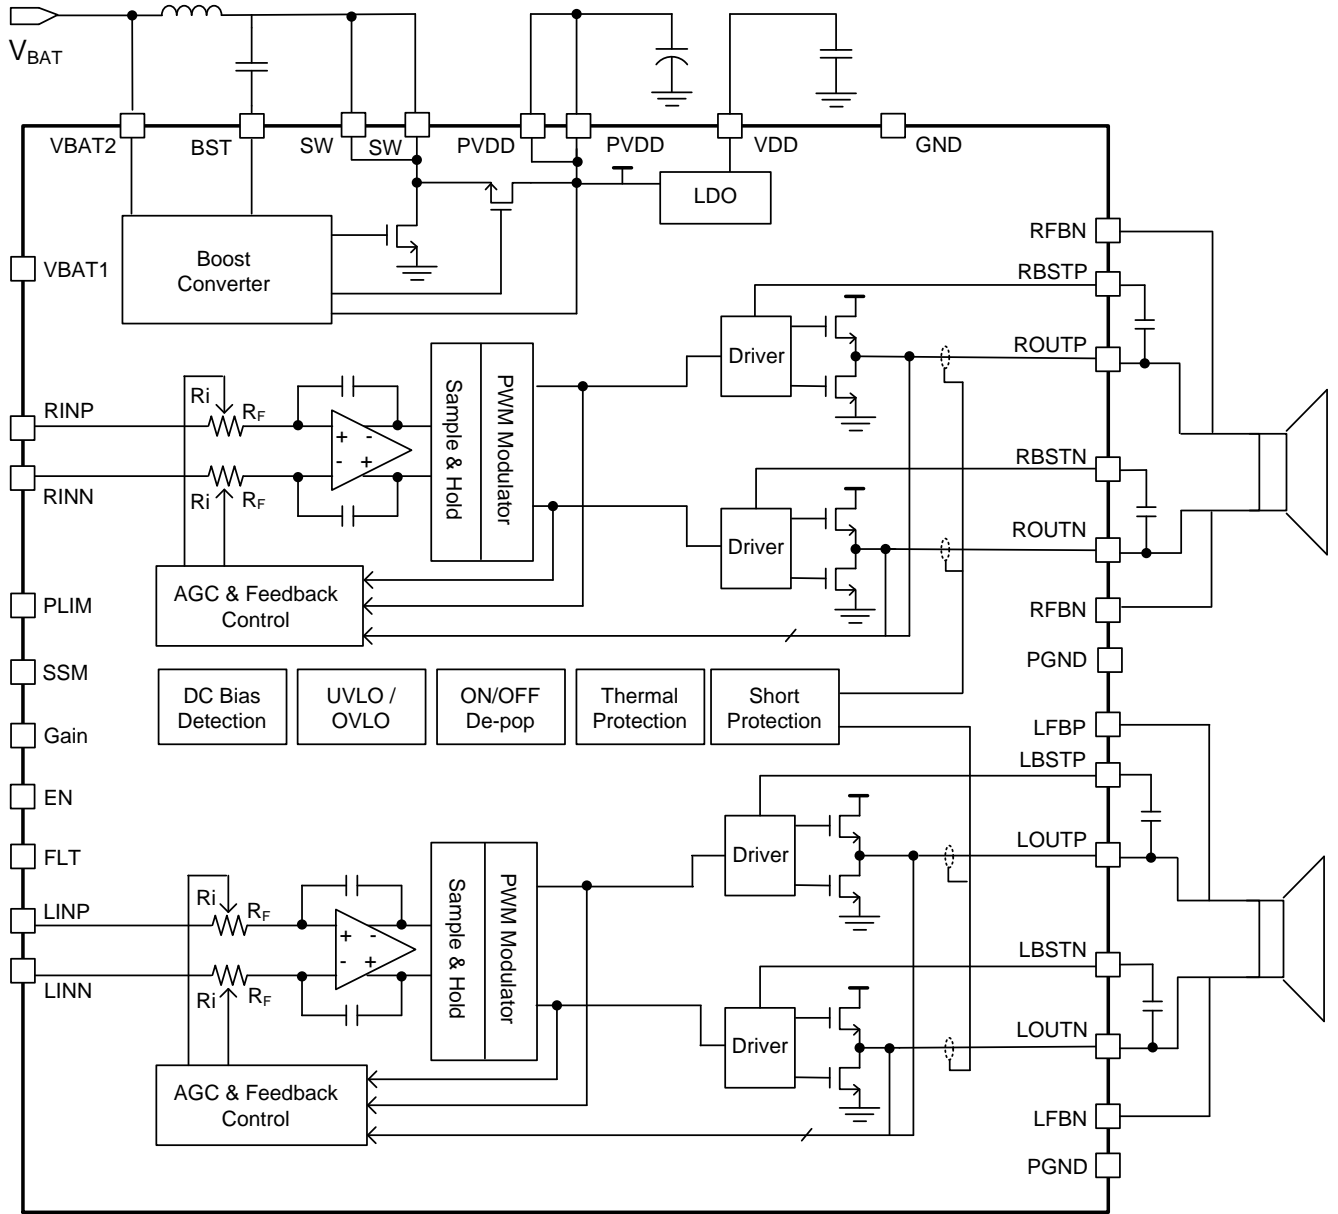 VBAT
VBAT2
BST
SW
SW
PVDD
PVDD
VDD
GND
LDO
Boost
Converter
VBAT1
RFBN
RBSTP
ROUTP
Driver
Ri
RF
RINP
+ -
- +
Sample & Hold
PWM Modulator
RINN
Ri
RF
RBSTN
ROUTN
Driver
AGC & Feedback
Control
PLIM
RFBN
PGND
SSM
DC Bias
Detection
UVLO /
OVLO
ON/OFF
De-pop
Thermal
Protection
Short
Protection
Gain
LFBP
LBSTP
EN
FLT
LOUTP
Driver
Ri
RF
LINP
+ -
- +
Sample & Hold
PWM Modulator
LINN
Ri
RF
LBSTN
LOUTN
Driver
AGC & Feedback
Control
LFBN
PGND